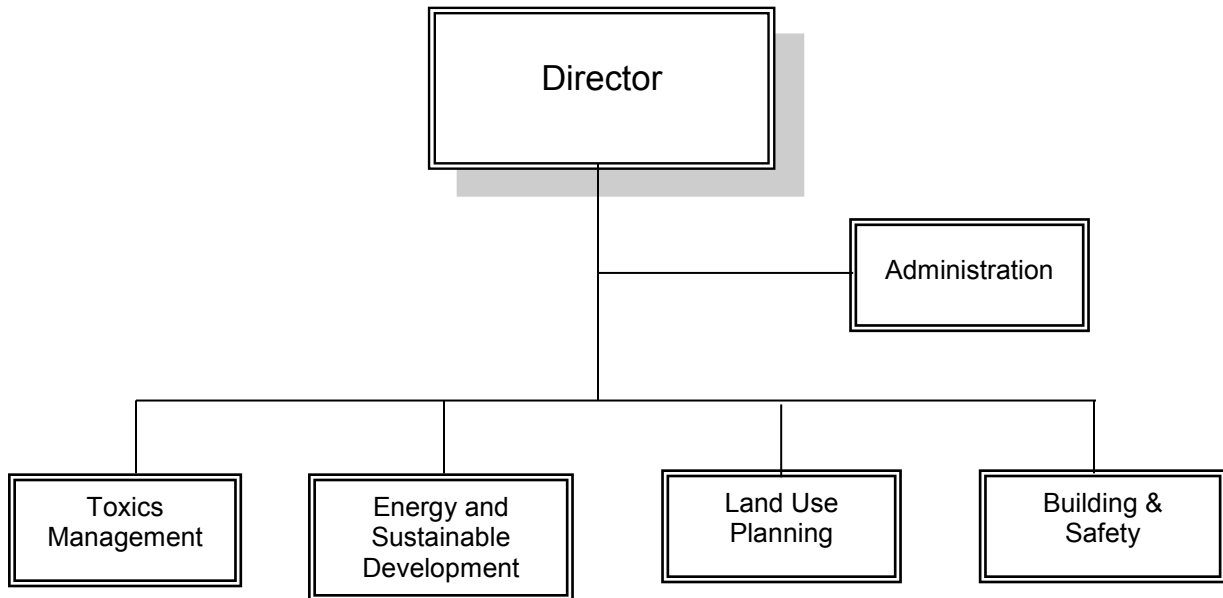 Director
Administration
Toxics
Management
Energy and
Sustainable
Development
Land Use
Planning
Building &
Safety